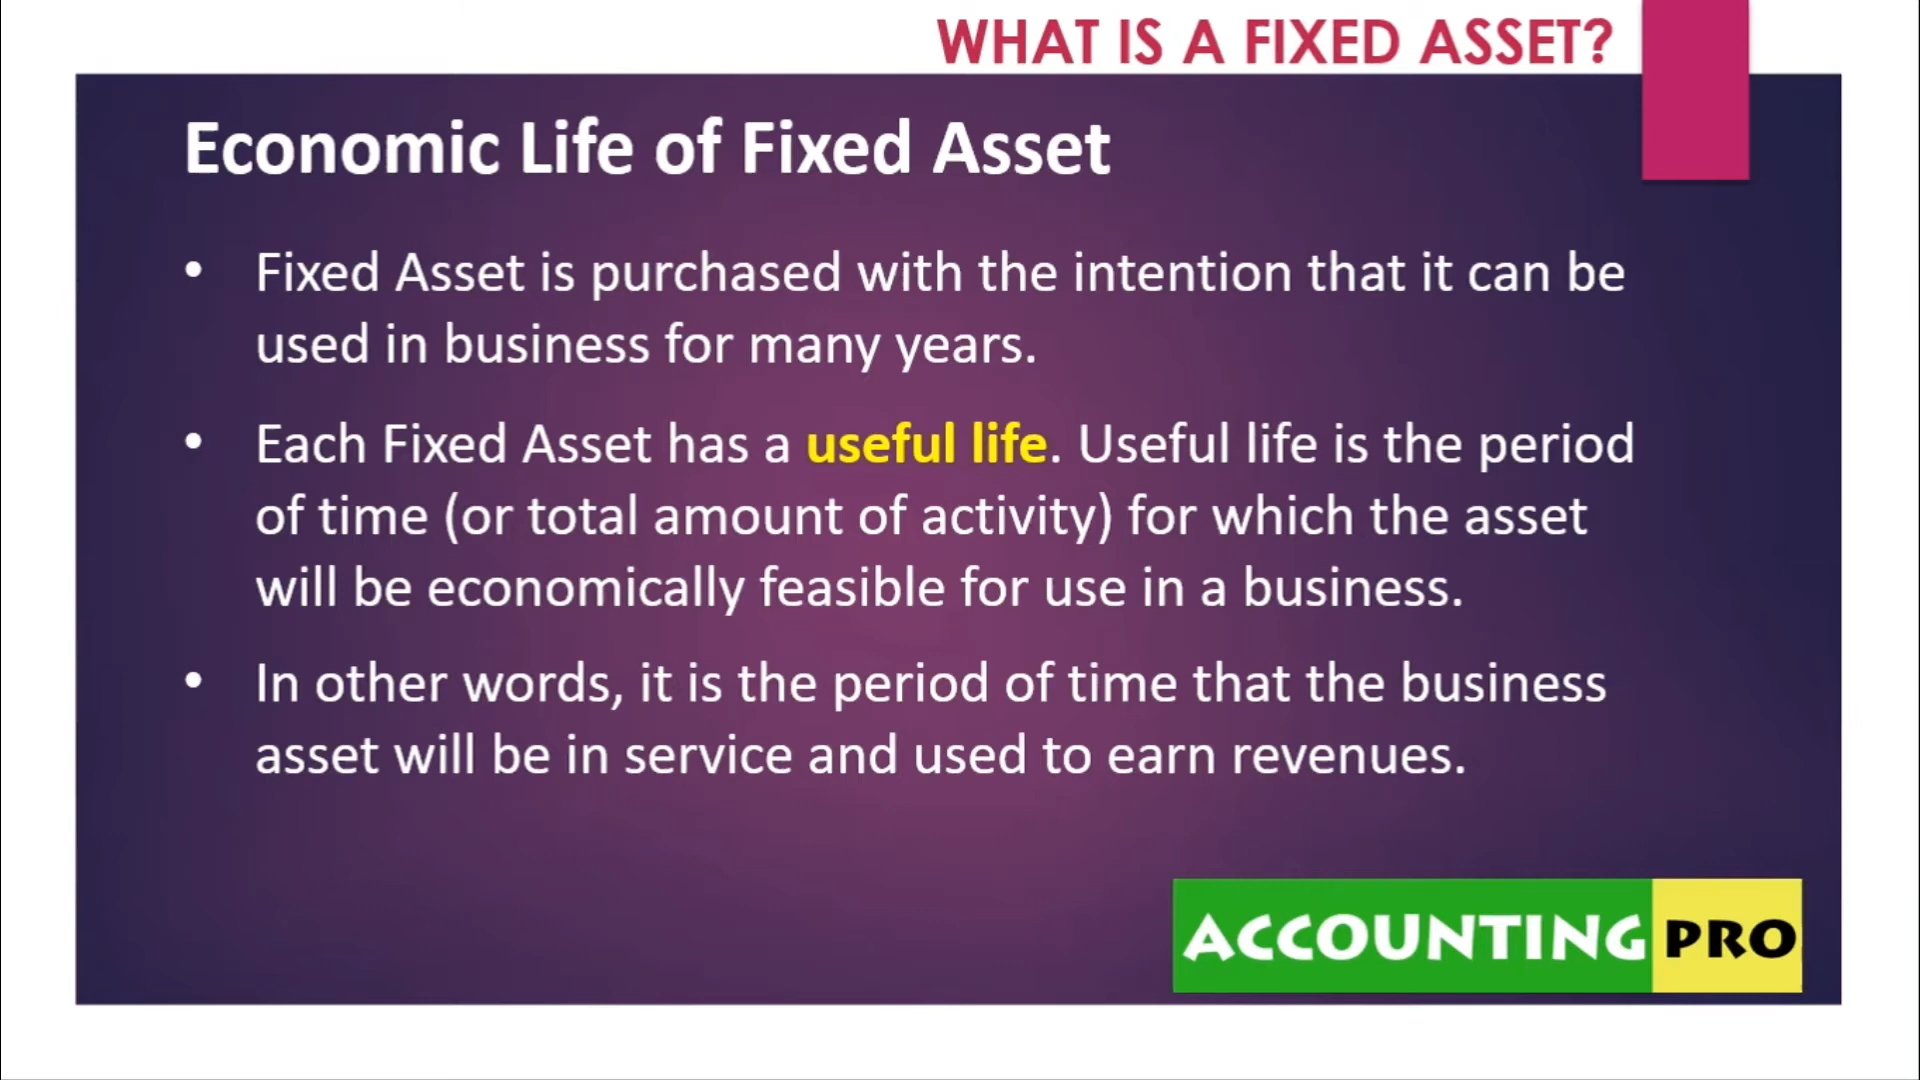 WHAT IS A FIXED ASSET?
Economic Life of Fixed Asset
• Fixed Asset is purchased with the intention that it can be
used in business for many years.
• Each Fixed Asset has a useful life. Useful life is the period
of time (or total amount of activity) for which the asset
will be economically feasible for use in a business.
• In other words, it is the period of time that the business
asset will be in service and used to earn revenues.
ACCOUNTING PRO